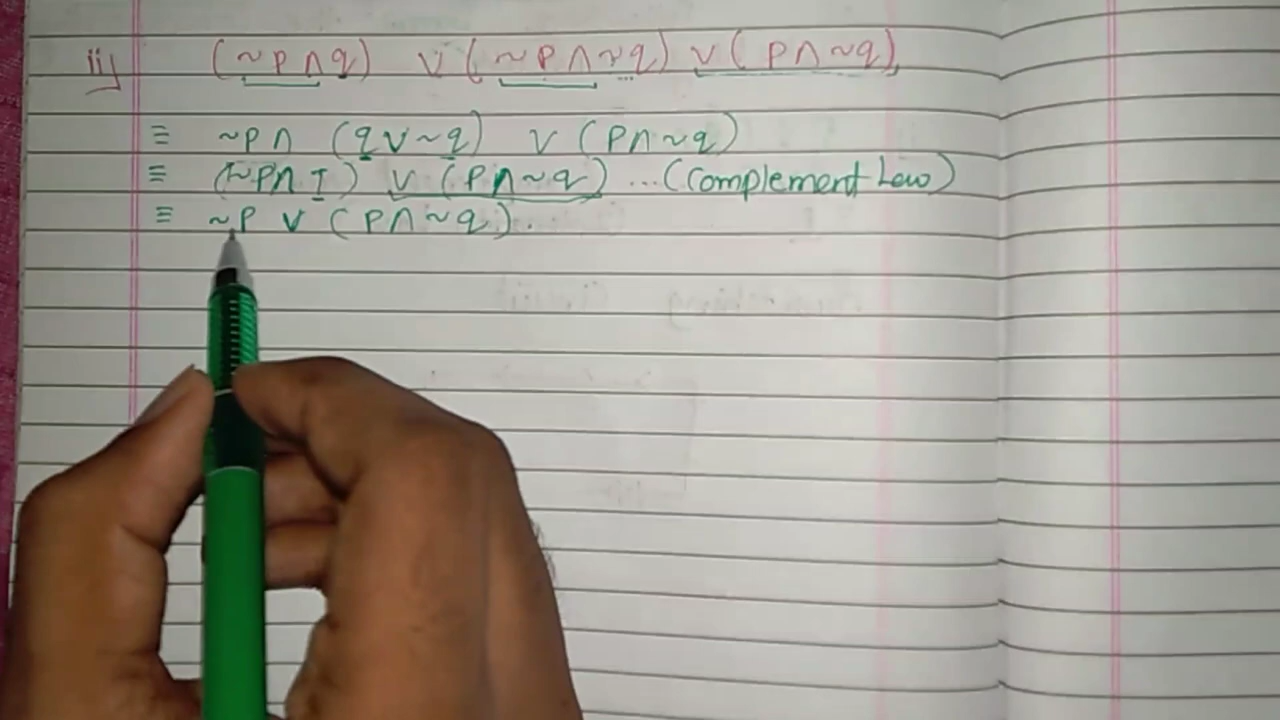 ii) (~p∧q) ∨ (~p∧~q) ∨ (p∧~q)
≡ ~p∧ (q∨~q) ∨ (p∧~q)
≡ (~p∧T) ∨ (p∧~q) ...(Complement Law)
≡ ~p ∨ (p∧~q).